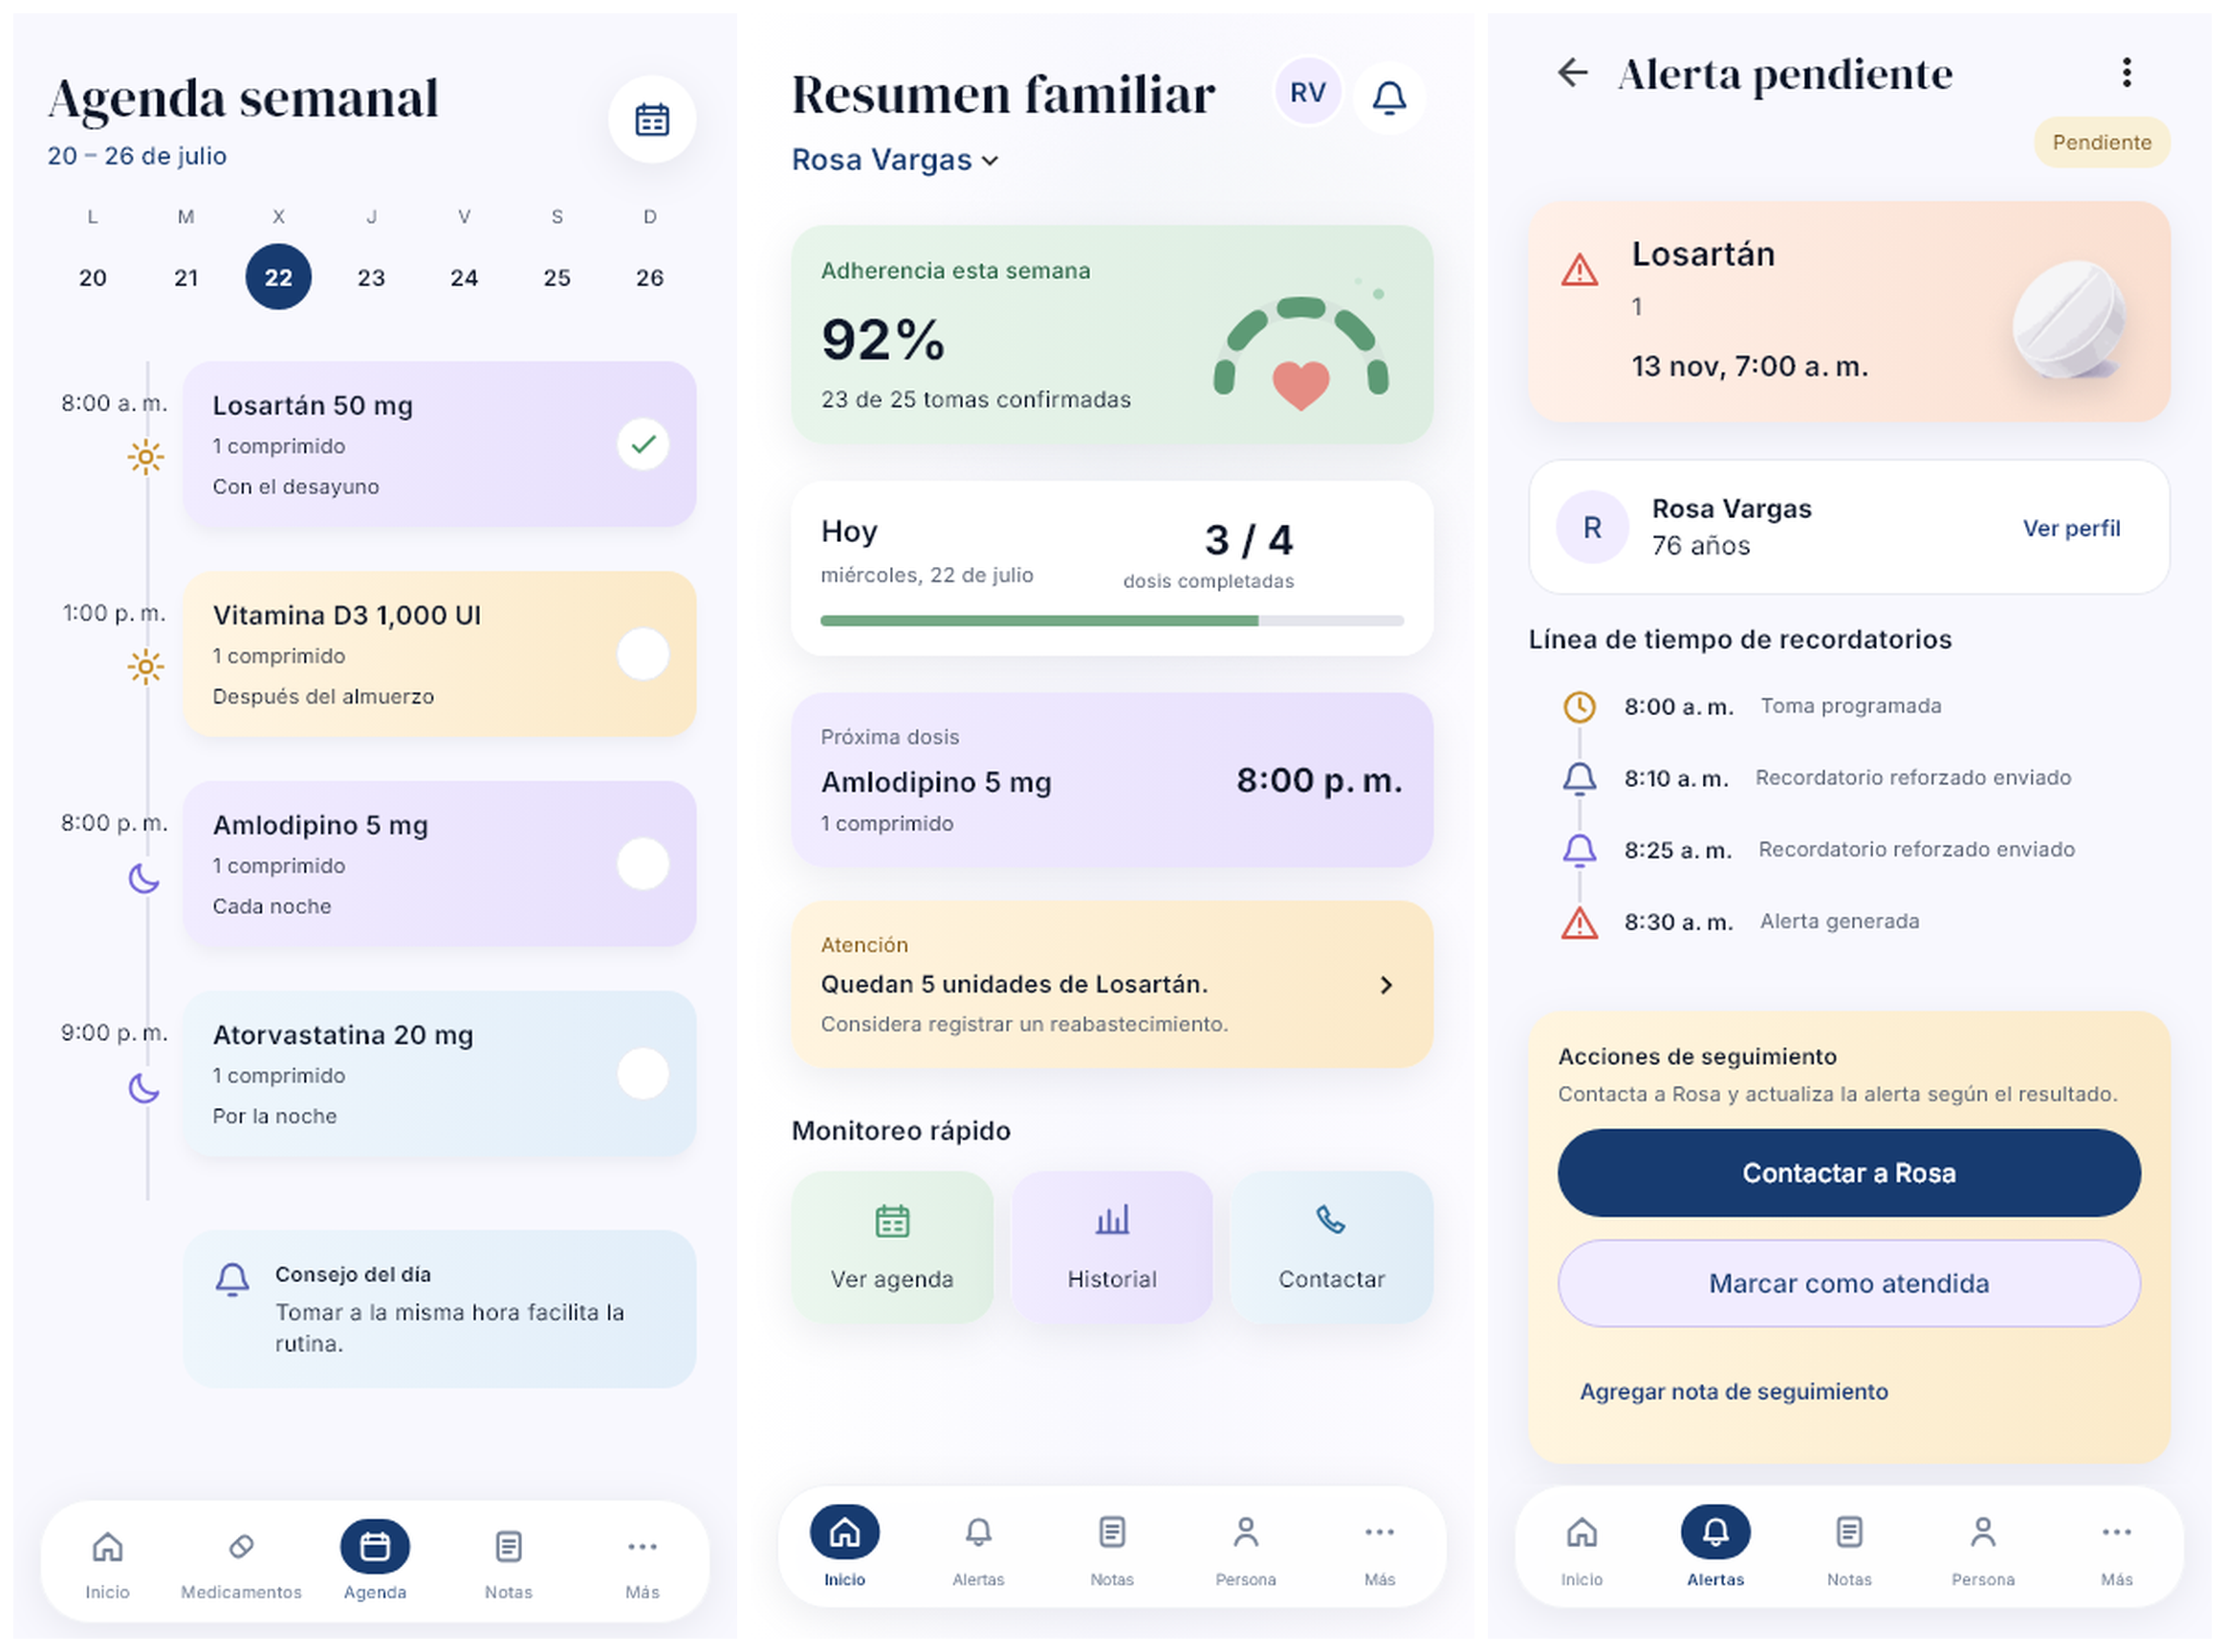 Agenda semanal
20 – 26 de julio
L M X J V S D
20 21 22 23 24 25 26
8:00 a. m.
Losartán 50 mg
1 comprimido
Con el desayuno
1:00 p. m.
Vitamina D3 1,000 UI
1 comprimido
Después del almuerzo
8:00 p. m.
Amlodipino 5 mg
1 comprimido
Cada noche
9:00 p. m.
Atorvastatina 20 mg
1 comprimido
Por la noche
Consejo del día
Tomar a la misma hora facilita la
rutina.
Inicio Medicamentos Agenda Notas Más
Resumen familiar
RV
Rosa Vargas
Adherencia esta semana
92%
23 de 25 tomas confirmadas
Hoy
3 / 4
miércoles, 22 de julio
dosis completadas
Próxima dosis
Amlodipino 5 mg
8:00 p. m.
1 comprimido
Atención
Quedan 5 unidades de Losartán.
Considera registrar un reabastecimiento.
Monitoreo rápido
Ver agenda
Historial
Contactar
Inicio Alertas Notas Persona Más
Alerta pendiente
Pendiente
Losartán
1
13 nov, 7:00 a. m.
R
Rosa Vargas
76 años
Ver perfil
Línea de tiempo de recordatorios
8:00 a. m. Toma programada
8:10 a. m. Recordatorio reforzado enviado
8:25 a. m. Recordatorio reforzado enviado
8:30 a. m. Alerta generada
Acciones de seguimiento
Contacta a Rosa y actualiza la alerta según el resultado.
Contactar a Rosa
Marcar como atendida
Agregar nota de seguimiento
Inicio Alertas Notas Persona Más